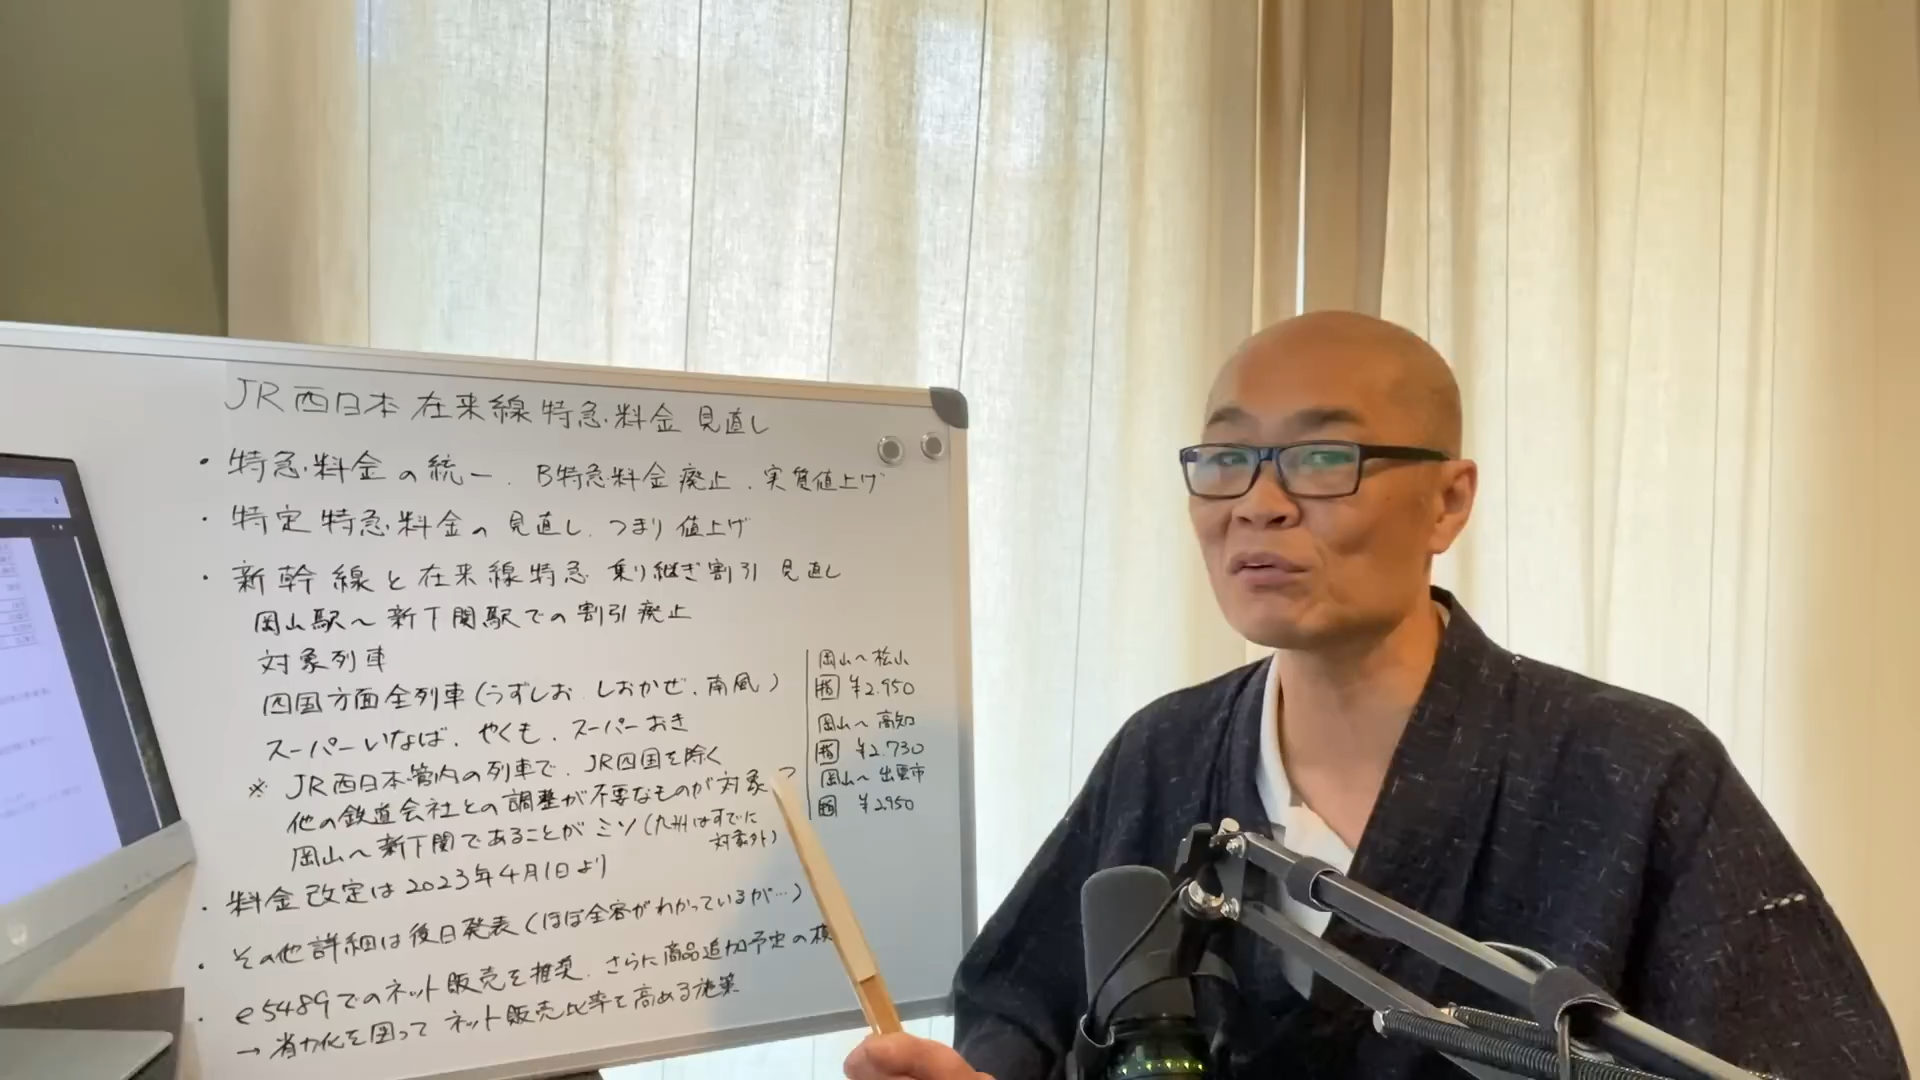 JR西日本 在来線特急料金 見直し
・特急料金の統一、B特急料金廃止、実質値上げ
・特定特急料金の見直し、つまり値上げ
・新幹線と在来線特急 乗り継ぎ割引 見直し
岡山駅〜新下関駅での割引廃止
対象列車
四国方面全列車(うずしお、しおかぜ、南風)
スーパーいなば、やくも、スーパーおき
※JR西日本管内の列車で、JR四国を除く
他の鉄道会社との調整が不要なものが対象
岡山〜新下関であることがミソ(九州はすでに
対象外)
・料金改定は2023年4月1日より
・その他詳細は後日発表(ほぼ全容がわかっているが…)
・e5489でのネット販売を推奨、さらに商品追加予定の模
→省力化を図ってネット販売比率を高める施策
岡山〜松山
指 ¥2.950
岡山〜高知
指 ¥2.730
岡山〜出雲市
指 ¥2950